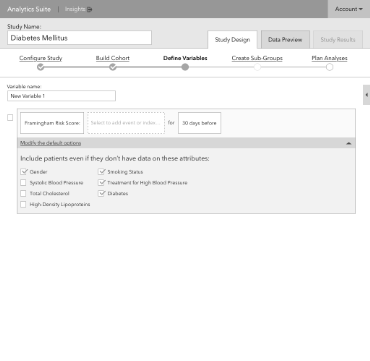 Analytics Suite | Insights
Account
Study Name:
Diabetes Mellitus
Study Design
Data Preview
Study Results
Configure Study
Build Cohort
Define Variables
Create Sub-Groups
Plan Analyses
Variable name:
New Variable 1
Framingham Risk Score:
Select to add event or index...
for
30 days before
Modify the default options
Include patients even if they don't have data on these attributes:
Gender
Smoking Status
Systolic Blood Pressure
Treatment for High Blood Pressure
Total Cholesterol
Diabetes
High-Density Lipoproteins